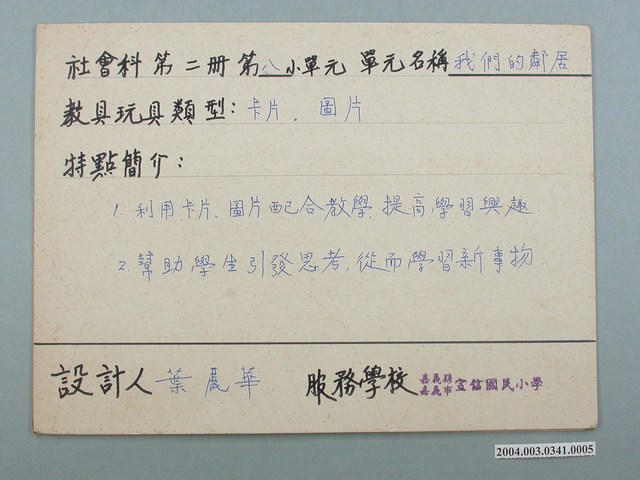 社會科 第二冊 第八小單元 單元名稱 我們的鄰居
教具玩具類型：卡片．圖片
特點簡介：
1. 利用卡片、圖片配合教學，提高學習興趣
2. 幫助學生引發思考，從而學習新事物．
設計人 葉麗華 服務學校 嘉義縣嘉義市宣信國民小學
2004.003.0341.0005